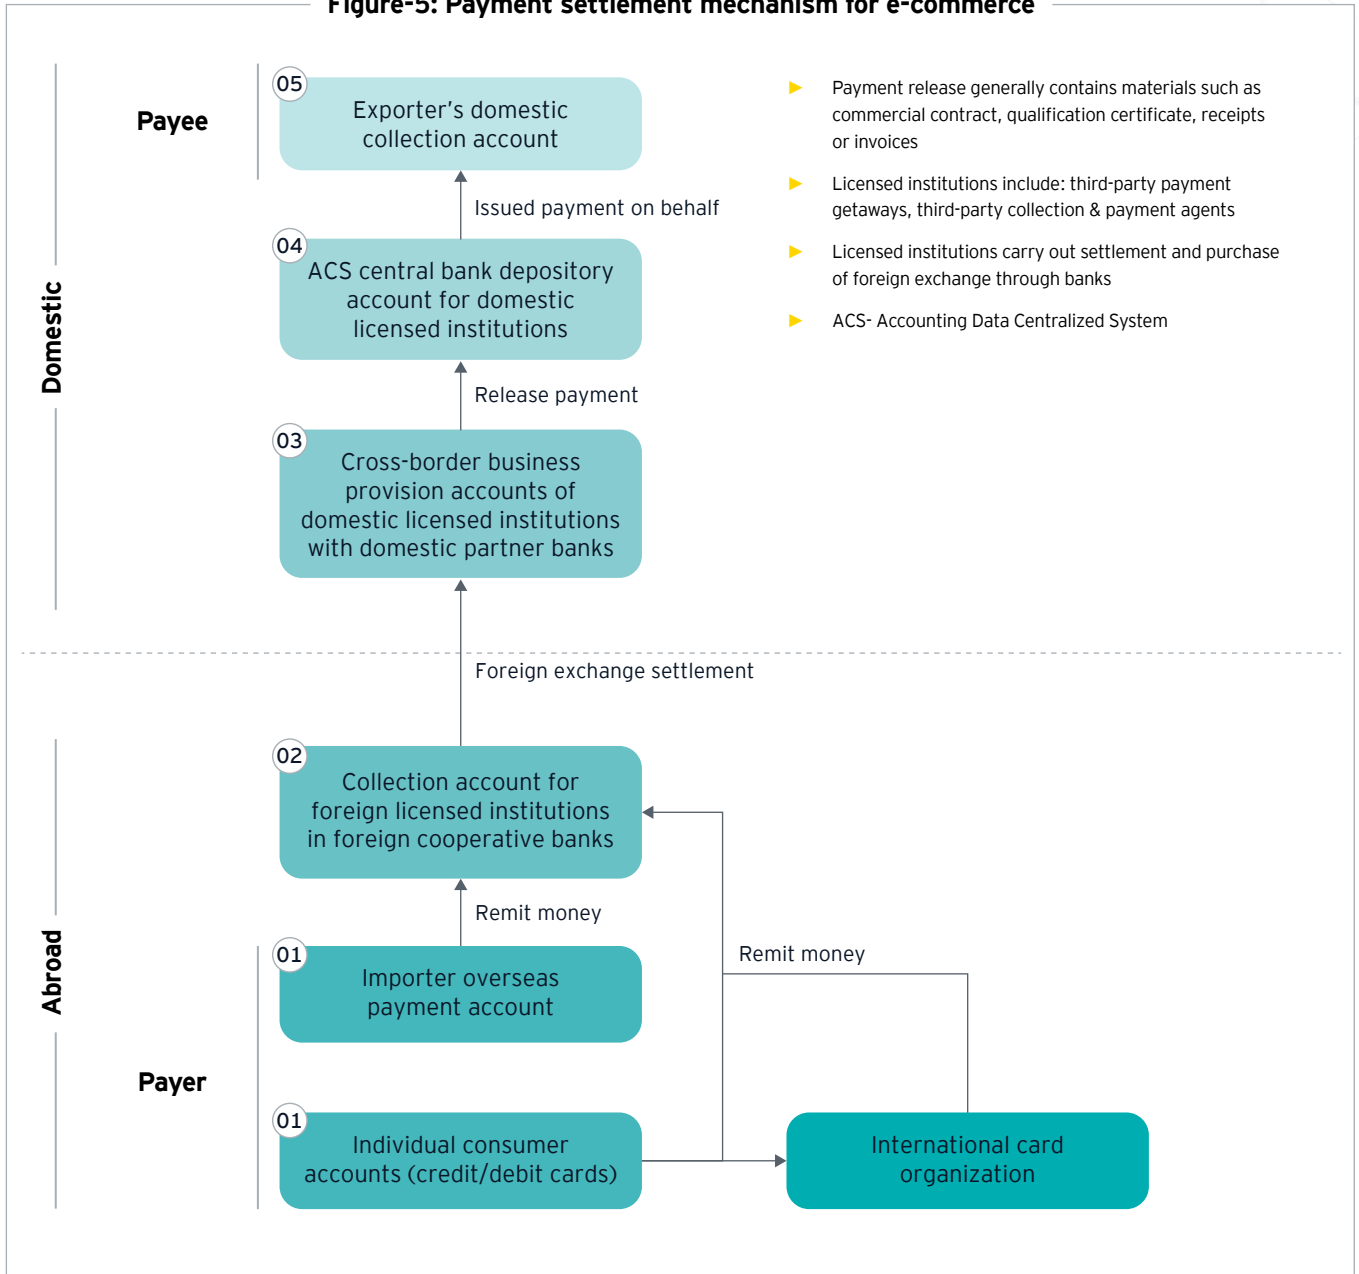 Figure-5: Payment settlement mechanism for e-commerce
Domestic
Payee
05
Exporter's domestic
collection account
Issued payment on behalf
04
ACS central bank depository
account for domestic
licensed institutions
Release payment
03
Cross-border business
provision accounts of
domestic licensed institutions
with domestic partner banks
Payment release generally contains materials such as
commercial contract, qualification certificate, receipts
or invoices
Licensed institutions include: third-party payment
getaways, third-party collection & payment agents
Licensed institutions carry out settlement and purchase
of foreign exchange through banks
ACS- Accounting Data Centralized System
Foreign exchange settlement
Abroad
02
Collection account for
foreign licensed institutions
in foreign cooperative banks
Remit money
Payer
01
Importer overseas
payment account
Remit money
01
Individual consumer
accounts (credit/debit cards)
International card
organization